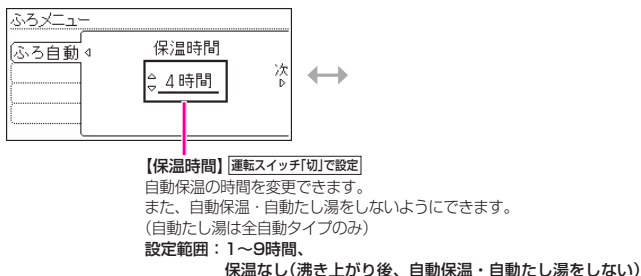 ふろメニュー
ふろ自動◁
保温時間
4時間
次
▷
【保温時間】運転スイッチ「切」で設定
自動保温の時間を変更できます。
また、自動保温・自動たし湯をしないようにできます。
(自動たし湯は全自動タイプのみ)
設定範囲：1〜9時間、
保温なし(沸き上がり後、自動保温・自動たし湯をしない)